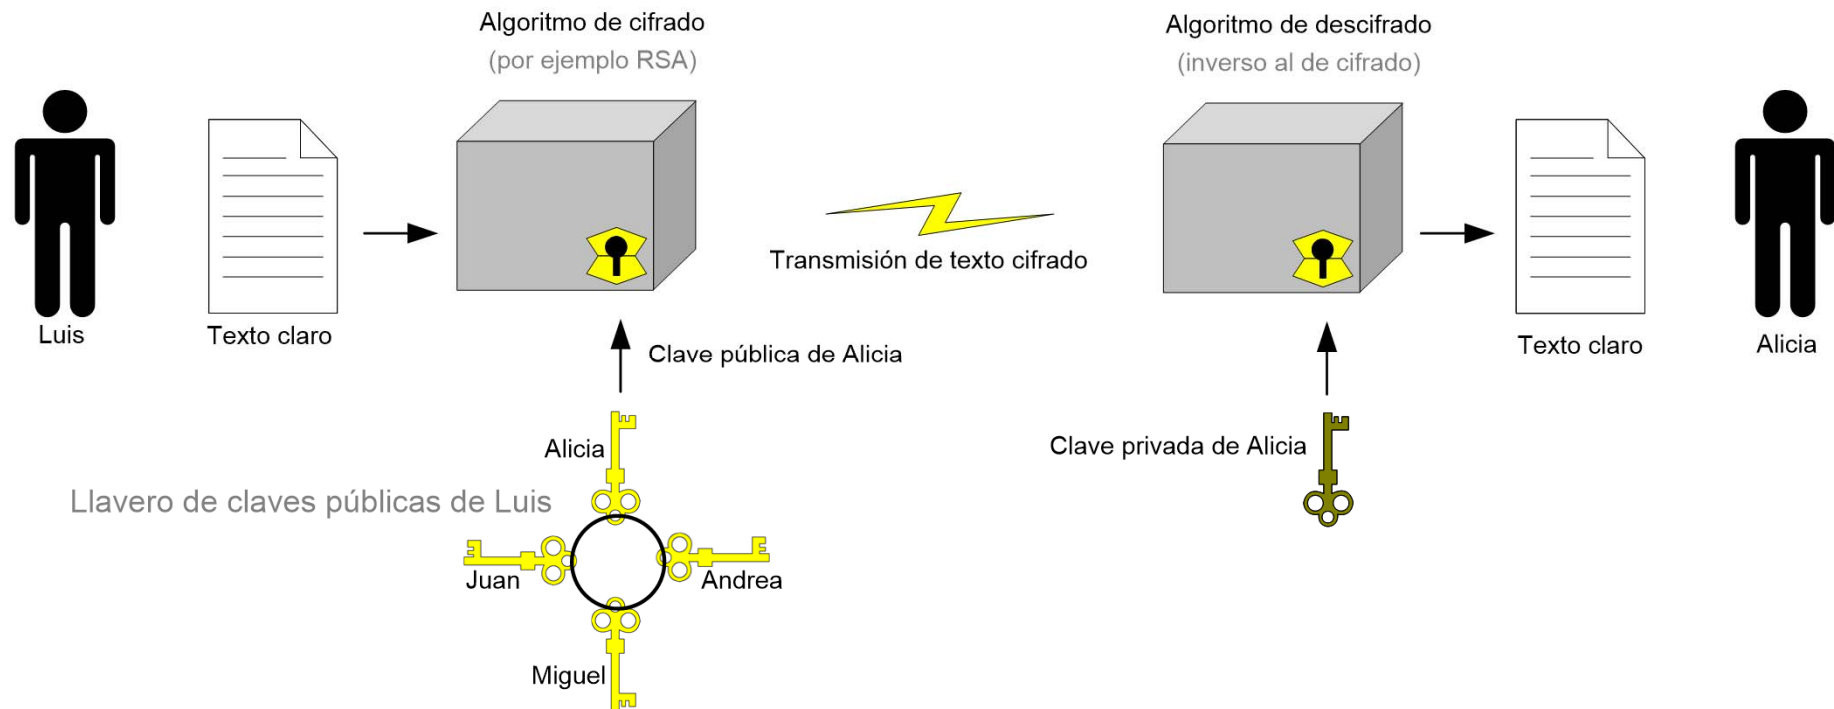 Algoritmo de cifrado
(por ejemplo RSA)
Algoritmo de descifrado
(inverso al de cifrado)
Transmisión de texto cifrado
Luis
Texto claro
Texto claro
Alicia
Clave pública de Alicia
Alicia
Clave privada de Alicia
Llavero de claves públicas de Luis
Juan
Andrea
Miguel